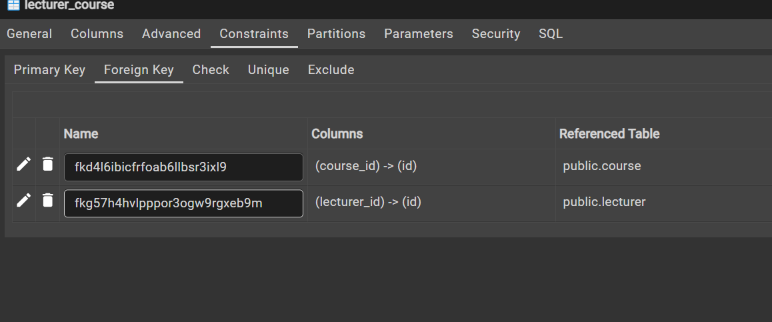 lecturer_course
General Columns Advanced Constraints Partitions Parameters Security SQL
Primary Key Foreign Key Check Unique Exclude
Name Columns Referenced Table
fkd4l6ibicfrfoab6llbsr3ixl9 (course_id) -> (id) public.course
fkg57h4hvlpppor3ogw9rgxeb9m (lecturer_id) -> (id) public.lecturer